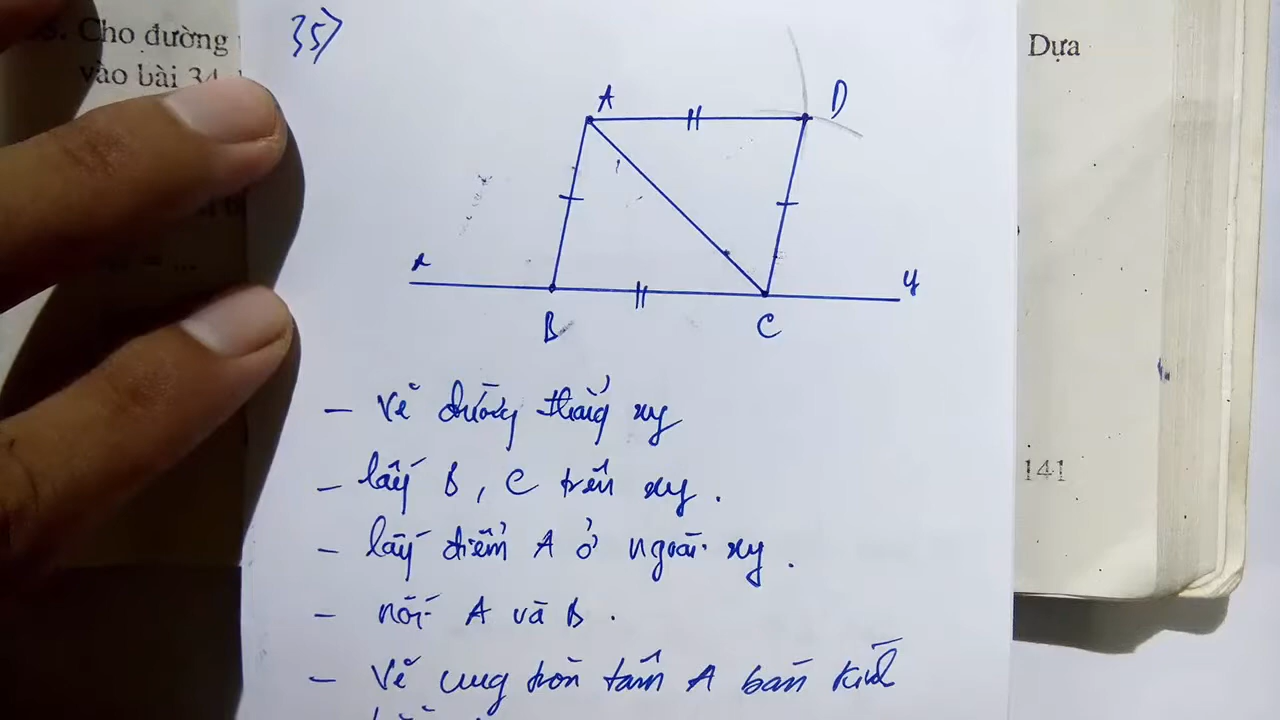 Cho đường
vào bài 34
Dựa
35)
A
D
x
y
B
C
141
- Vẽ đường thẳng xy
- lấy B, C trên xy.
- lấy điểm A ở ngoài xy.
- nối A và B.
- Vẽ cung tròn tâm A bán kính